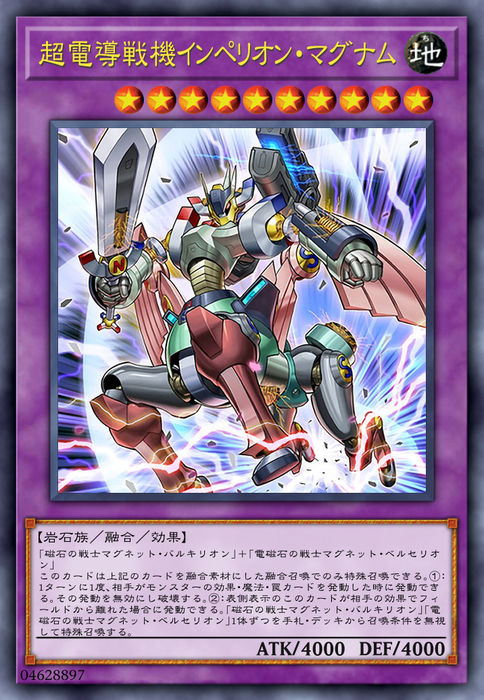 超電導戦機インペリオン・マグナム
ち
地
N
S
【岩石族／融合／効果】
「磁石の戦士マグネット・バルキリオン」＋「電磁石の戦士マグネット・ベルセリオ
ン」
このカードは上記のカードを融合素材にした融合召喚でのみ特殊召喚できる。①：
1ターンに1度、相手がモンスターの効果・魔法・罠カードを発動した時に発動でき
る。その発動を無効にし破壊する。②：表側表示のこのカードが相手の効果でフィ
ールドから離れた場合に発動できる。「磁石の戦士マグネット・バルキリオン」「電
磁石の戦士マグネット・ベルセリオン」1体ずつを手札・デッキから召喚条件を無視
して特殊召喚する。
ATK/4000 DEF/4000
04628897